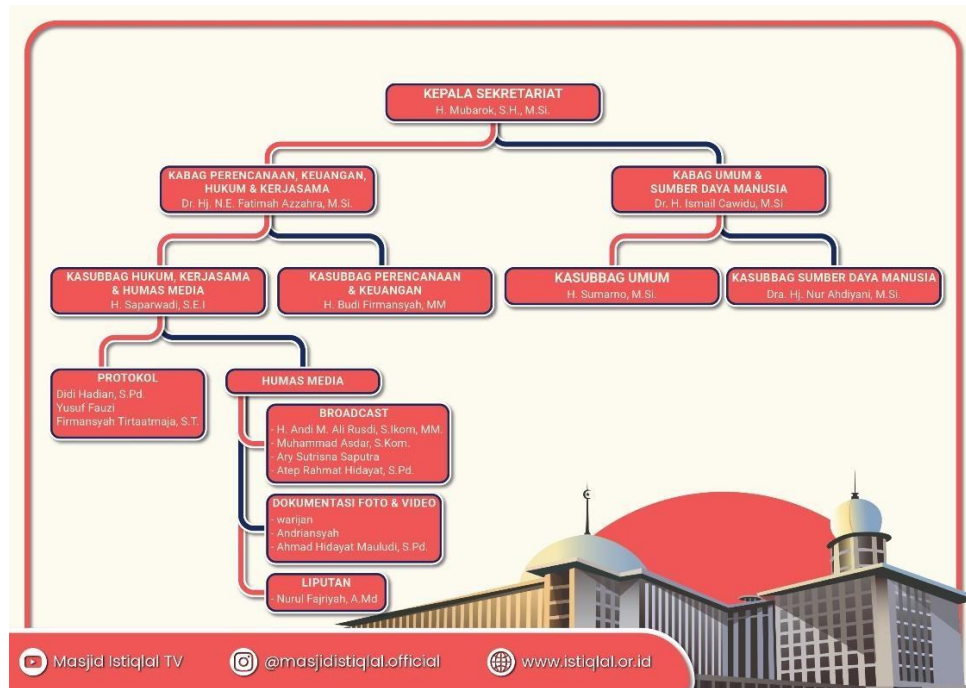 KEPALA SEKRETARIAT
H. Mubarok, S.H., M.Si.
KABAG PERENCANAAN, KEUANGAN,
HUKUM & KERJASAMA
Dr. Hj. N.E. Fatimah Azzahra, M.Si.
KABAG UMUM &
SUMBER DAYA MANUSIA
Dr. H. Ismail Cawidu, M.Si
KASUBBAG HUKUM, KERJASAMA
& HUMAS MEDIA
H. Saparwadi, S.E.I
KASUBBAG PERENCANAAN
& KEUANGAN
H. Budi Firmansyah, MM
KASUBBAG UMUM
H. Sumarno, M.Si.
KASUBBAG SUMBER DAYA MANUSIA
Dra. Hj. Nur Ahdiyani, M.Si.
PROTOKOL
Didi Hadian, S.Pd.
Yusuf Fauzi
Firmansyah Tirtaatmaja, S.T.
HUMAS MEDIA
BROADCAST
- H. Andi M. Ali Rusdi, S.Ikom, MM.
- Muhammad Asdar, S.Kom.
- Ary Sutrisna Saputra
- Atep Rahmat Hidayat, S.Pd.
DOKUMENTASI FOTO & VIDEO
- warijan
- Andriansyah
- Ahmad Hidayat Mauludi, S.Pd.
LIPUTAN
- Nurul Fajriyah, A.Md
Masjid Istiqlal TV
@masjidistiqlal.official
www.istiqlal.or.id